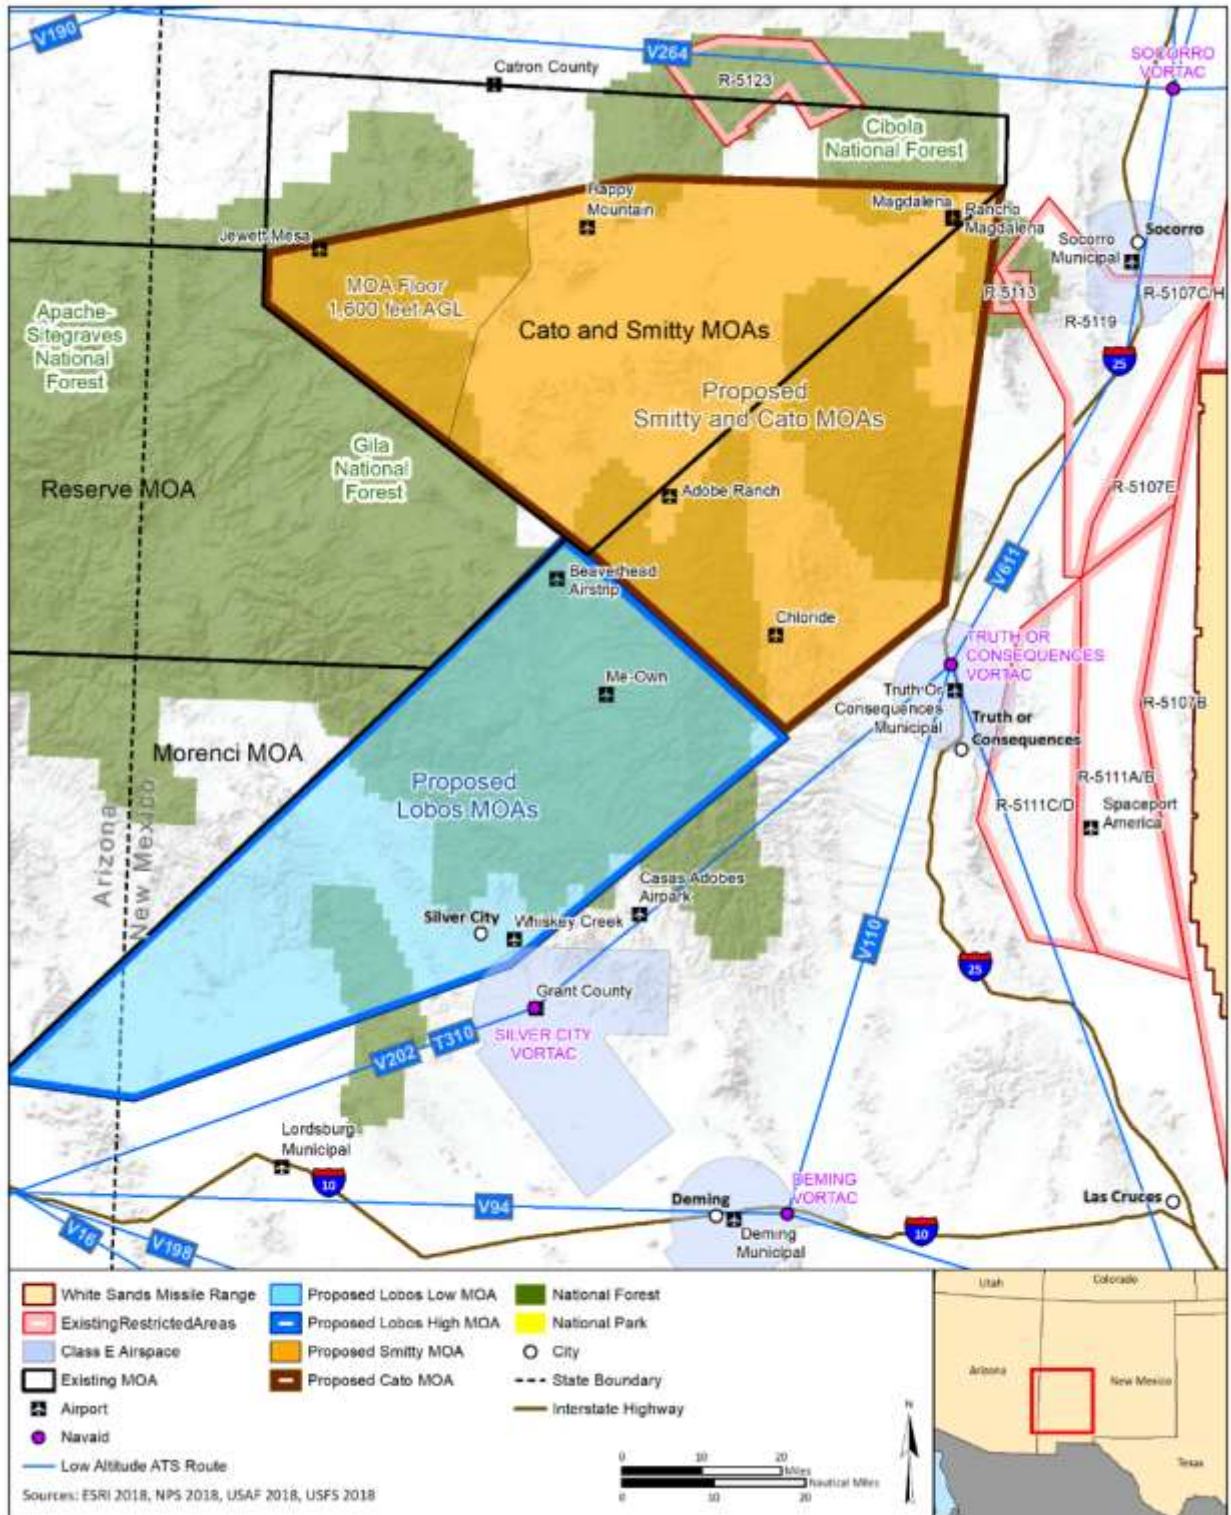 V190
V264
SOCORRO
VORTAC
Catron County
R-5123
Cibola
National Forest
Happy
Mountain
Magdalena
Rancho
Magdalena
Jewett Mesa
Socorro
Socorro
Municipal
MOA Floor
1,600 feet AGL
R-5113
R-5107C/H
R-5119
Apache-
Sitegraves
National
Forest
Cato and Smitty MOAs
25
Proposed
Smitty and Cato MOAs
Gila
National
Forest
Reserve MOA
Adobe Ranch
R-5107E
V611
Beaverhead
Airstrip
Chloride
TRUTH OR
CONSEQUENCES
VORTAC
Me-Own
Truth Or
Consequences
Municipal
R-5107B
Truth or
Consequences
Morenci MOA
Proposed
Lobos MOAs
R-5111A/B
R-5111C/D
Spaceport
America
Arizona
New Mexico
Casas Adobes
Airpark
Silver City
Whiskey Creek
V110
25
Grant County
SILVER CITY
VORTAC
V202
T310
Lordsburg
Municipal
10
DEMING
VORTAC
Deming
Las Cruces
V94
V16
V198
Deming
Municipal
10
White Sands Missile Range
ExistingRestrictedAreas
Class E Airspace
Existing MOA
Airport
Navaid
Low Altitude ATS Route
Proposed Lobos Low MOA
Proposed Lobos High MOA
Proposed Smitty MOA
Proposed Cato MOA
National Forest
National Park
City
State Boundary
Interstate Highway
Sources: ESRI 2018, NPS 2018, USAF 2018, USFS 2018
0 10 20
Miles
Nautical Miles
0 10 20
N
Utah
Colorado
Arizona
New Mexico
Texas